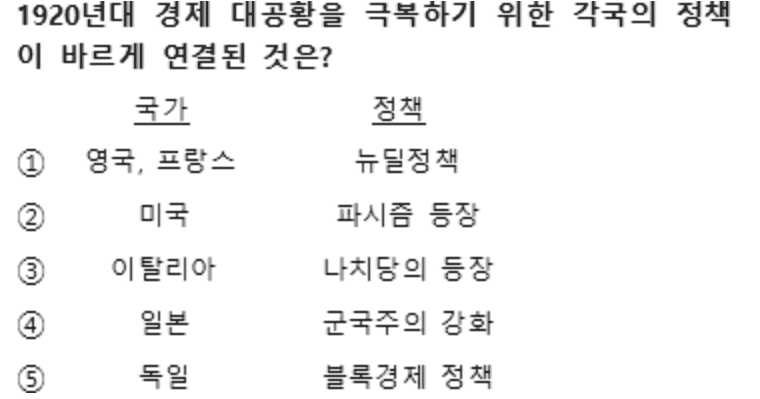 1920년대 경제 대공황을 극복하기 위한 각국의 정책
이 바르게 연결된 것은?
국가 정책
① 영국, 프랑스 뉴딜정책
② 미국 파시즘 등장
③ 이탈리아 나치당의 등장
④ 일본 군국주의 강화
⑤ 독일 블록경제 정책